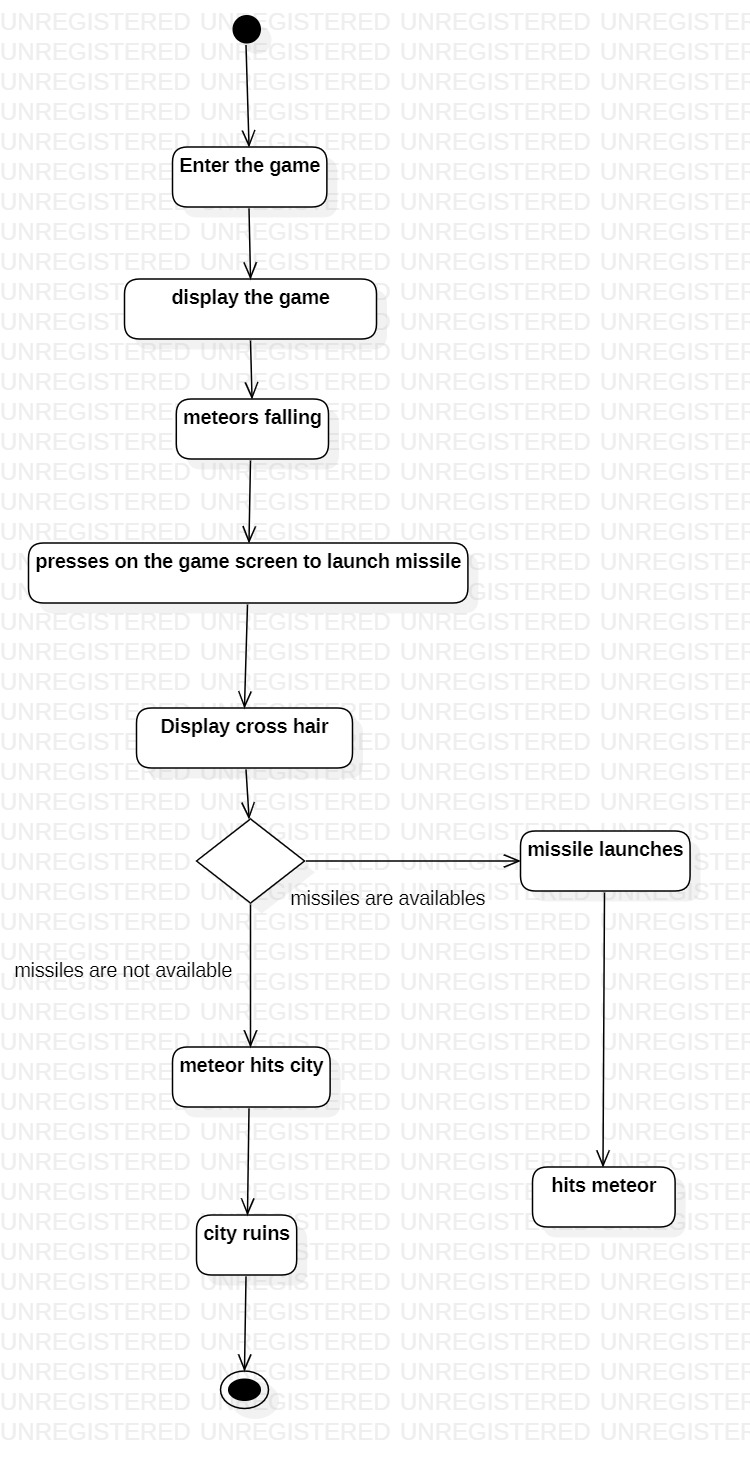 Enter the game
display the game
meteors falling
presses on the game screen to launch missile
Display cross hair
missile launches
missiles are availables
missiles are not available
meteor hits city
hits meteor
city ruins
UNREGISTERED